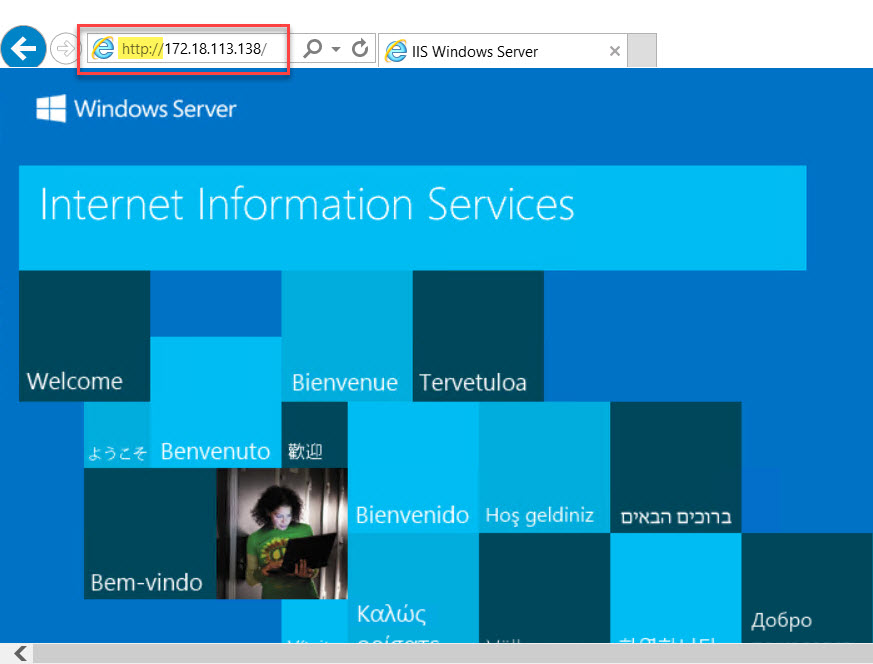 http://172.18.113.138/
IIS Windows Server
Windows Server
Internet Information Services
Welcome
Bienvenue
Tervetuloa
ようこそ
Benvenuto
歡迎
Bienvenido
Hoş geldiniz
ברוכים הבאים
Bem-vindo
Καλώς
Добро